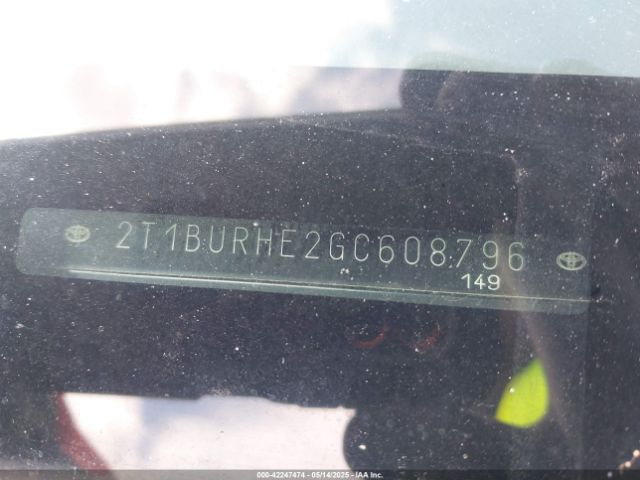 2T1BURHE2GC608796
149
000-42247474 — 05/14/2025 — IAA Inc.